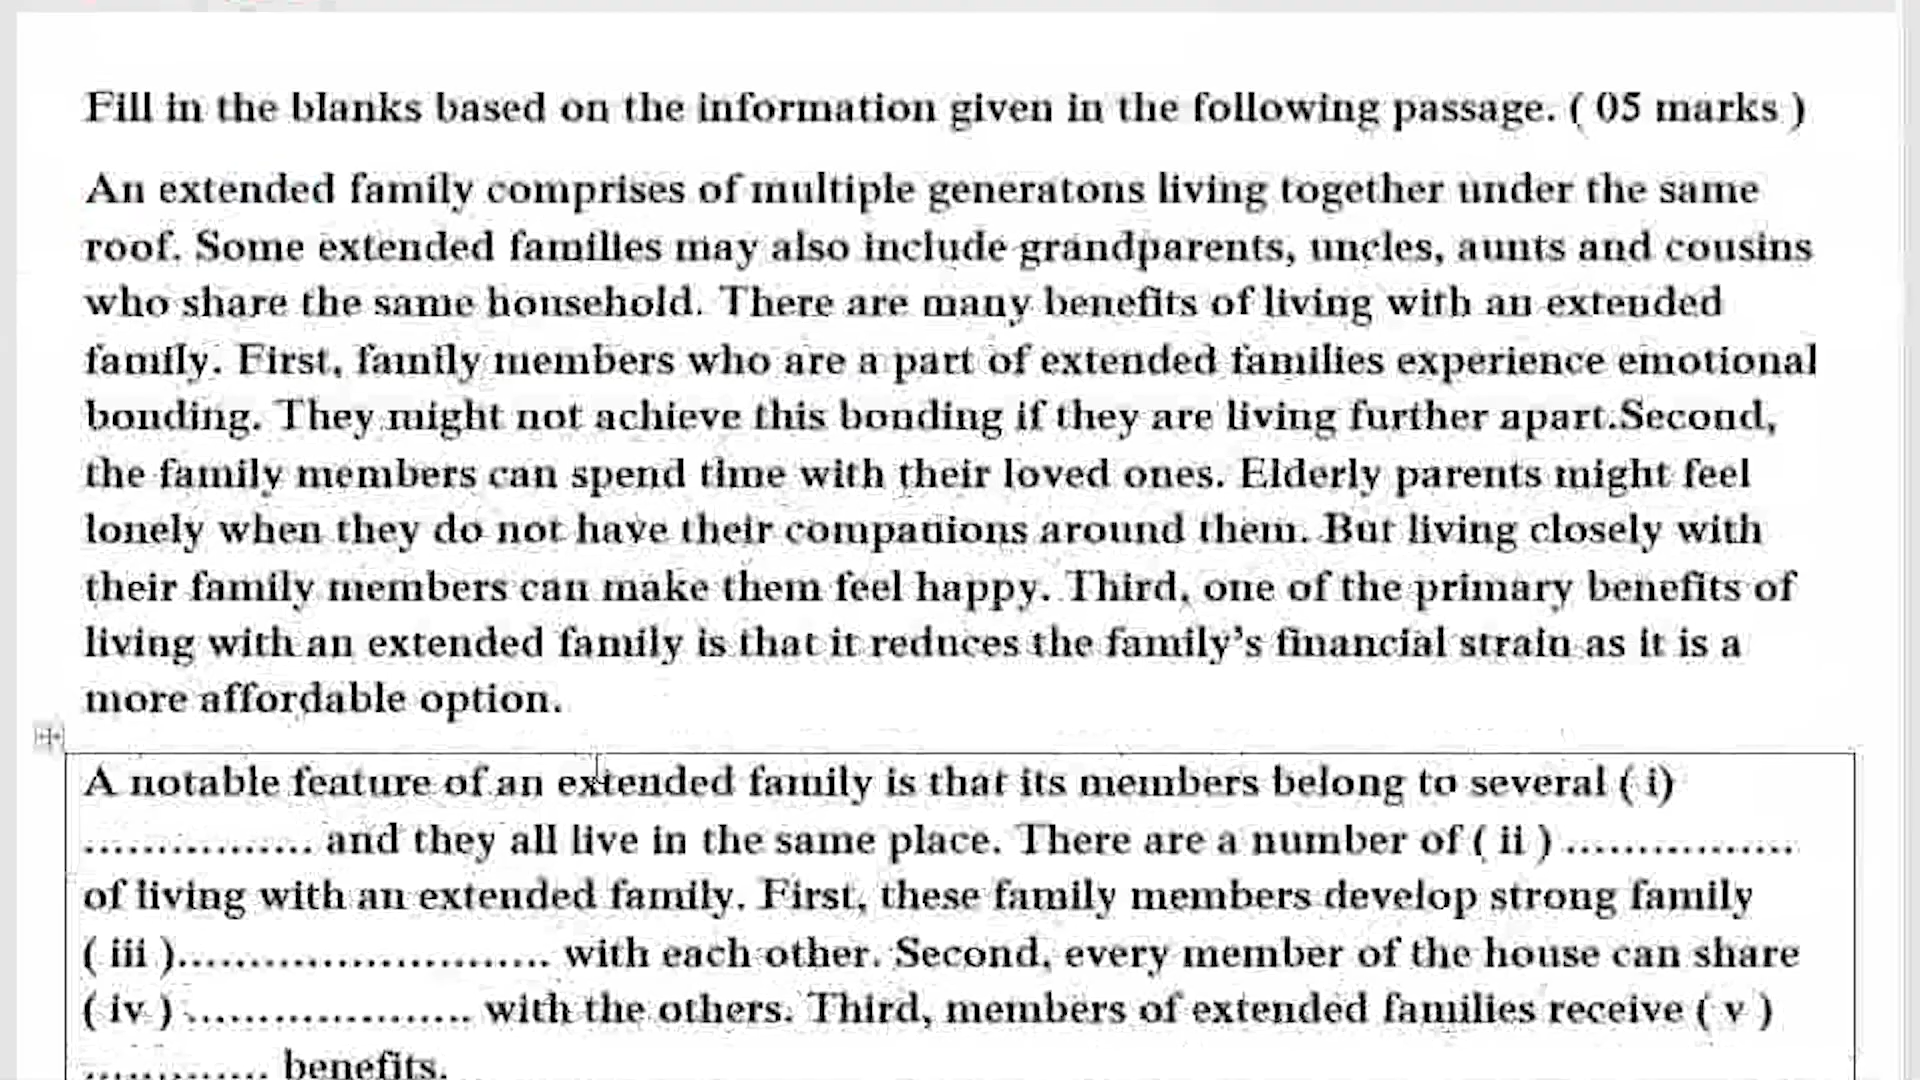 Fill in the blanks based on the information given in the following passage. ( 05 marks )
An extended family comprises of multiple generatons living together under the same
roof. Some extended families may also include grandparents, uncles, aunts and cousins
who share the same household. There are many benefits of living with an extended
family. First, family members who are a part of extended families experience emotional
bonding. They might not achieve this bonding if they are living further apart.Second,
the family members can spend time with their loved ones. Elderly parents might feel
lonely when they do not have their companions around them. But living closely with
their family members can make them feel happy. Third, one of the primary benefits of
living with an extended family is that it reduces the family's financial strain as it is a
more affordable option.
A notable feature of an extended family is that its members belong to several ( i)
................ and they all live in the same place. There are a number of ( ii ) ................
of living with an extended family. First, these family members develop strong family
( iii ).......................... with each other. Second, every member of the house can share
( iv ) .................... with the others. Third, members of extended families receive ( v )
............. benefits.